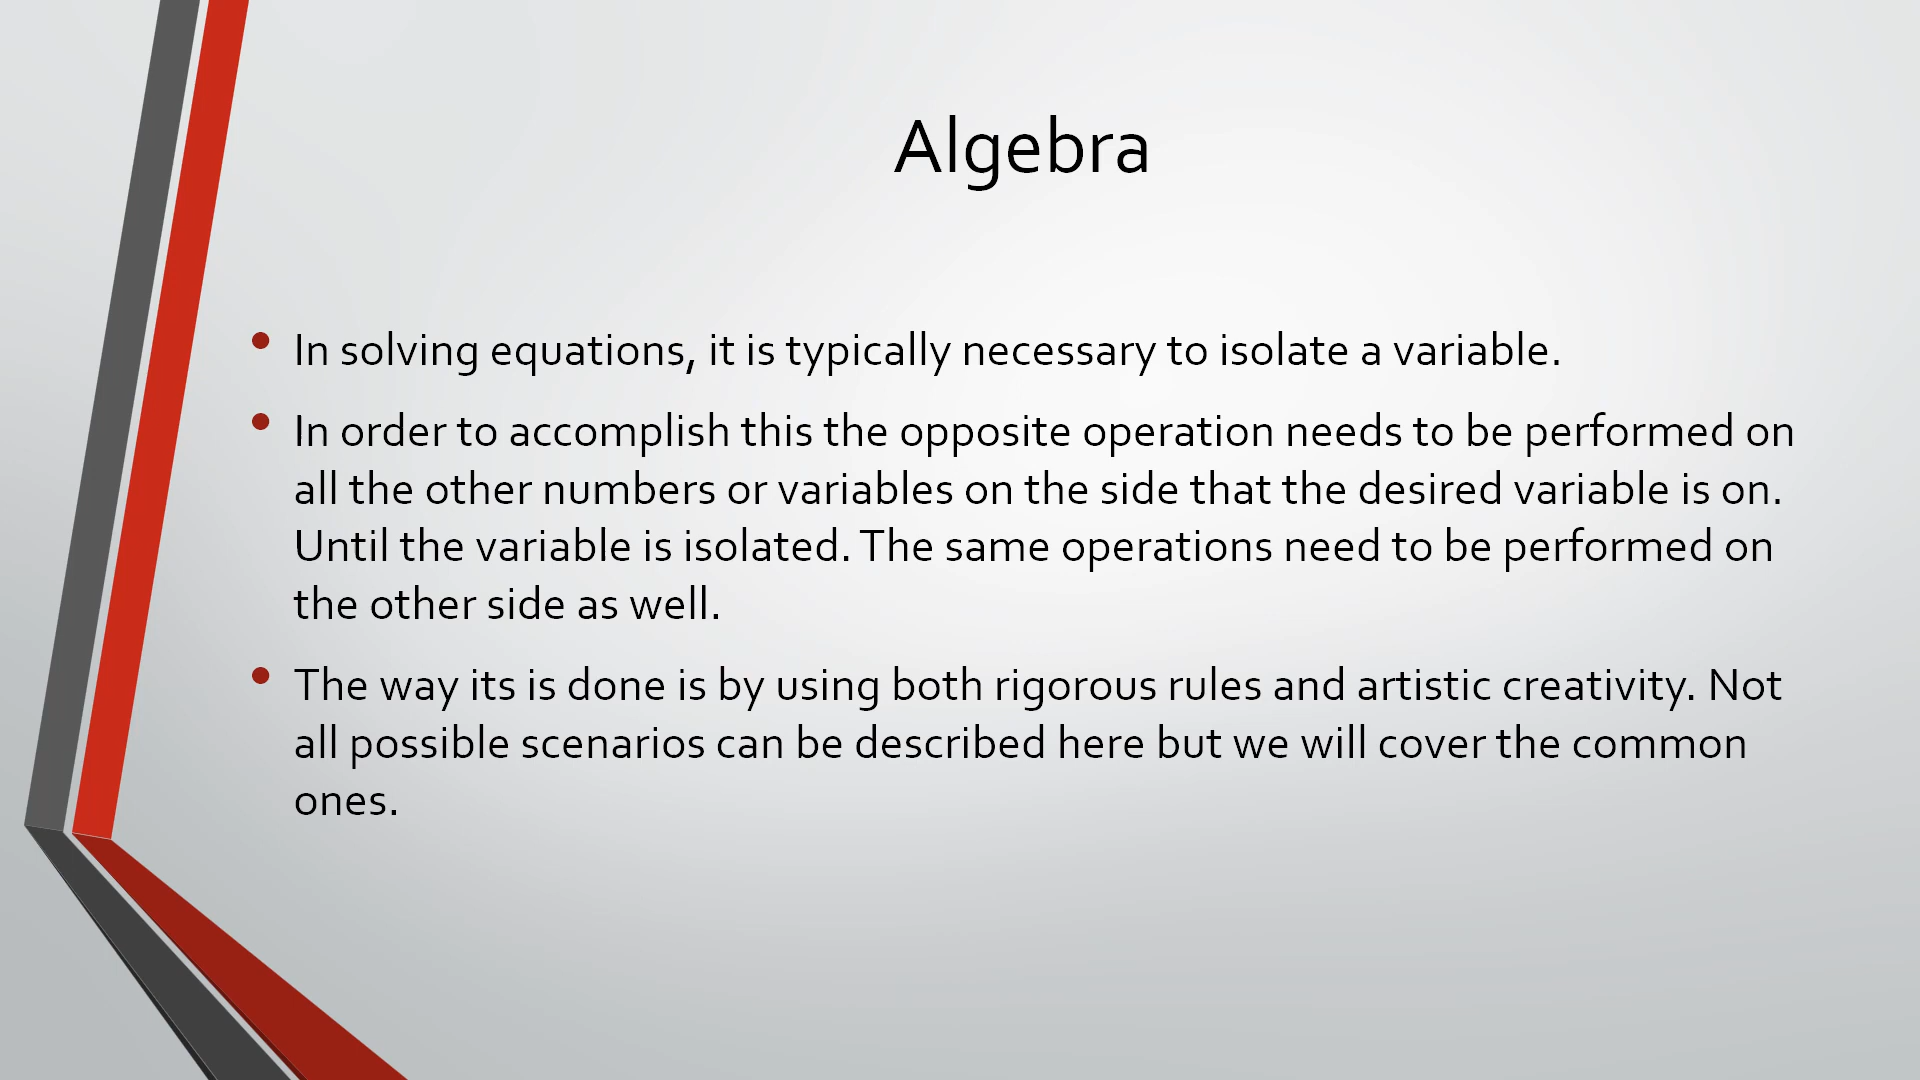 Algebra
• In solving equations, it is typically necessary to isolate a variable.
• In order to accomplish this the opposite operation needs to be performed on
all the other numbers or variables on the side that the desired variable is on.
Until the variable is isolated. The same operations need to be performed on
the other side as well.
• The way its is done is by using both rigorous rules and artistic creativity. Not
all possible scenarios can be described here but we will cover the common
ones.